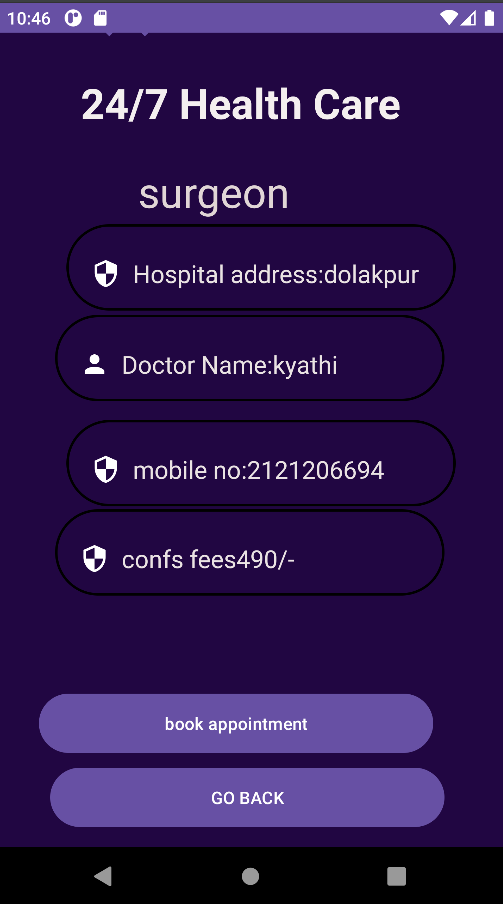 10:46
24/7 Health Care
surgeon
Hospital address:dolakpur
Doctor Name:kyathi
mobile no:2121206694
confs fees490/-
book appointment
GO BACK